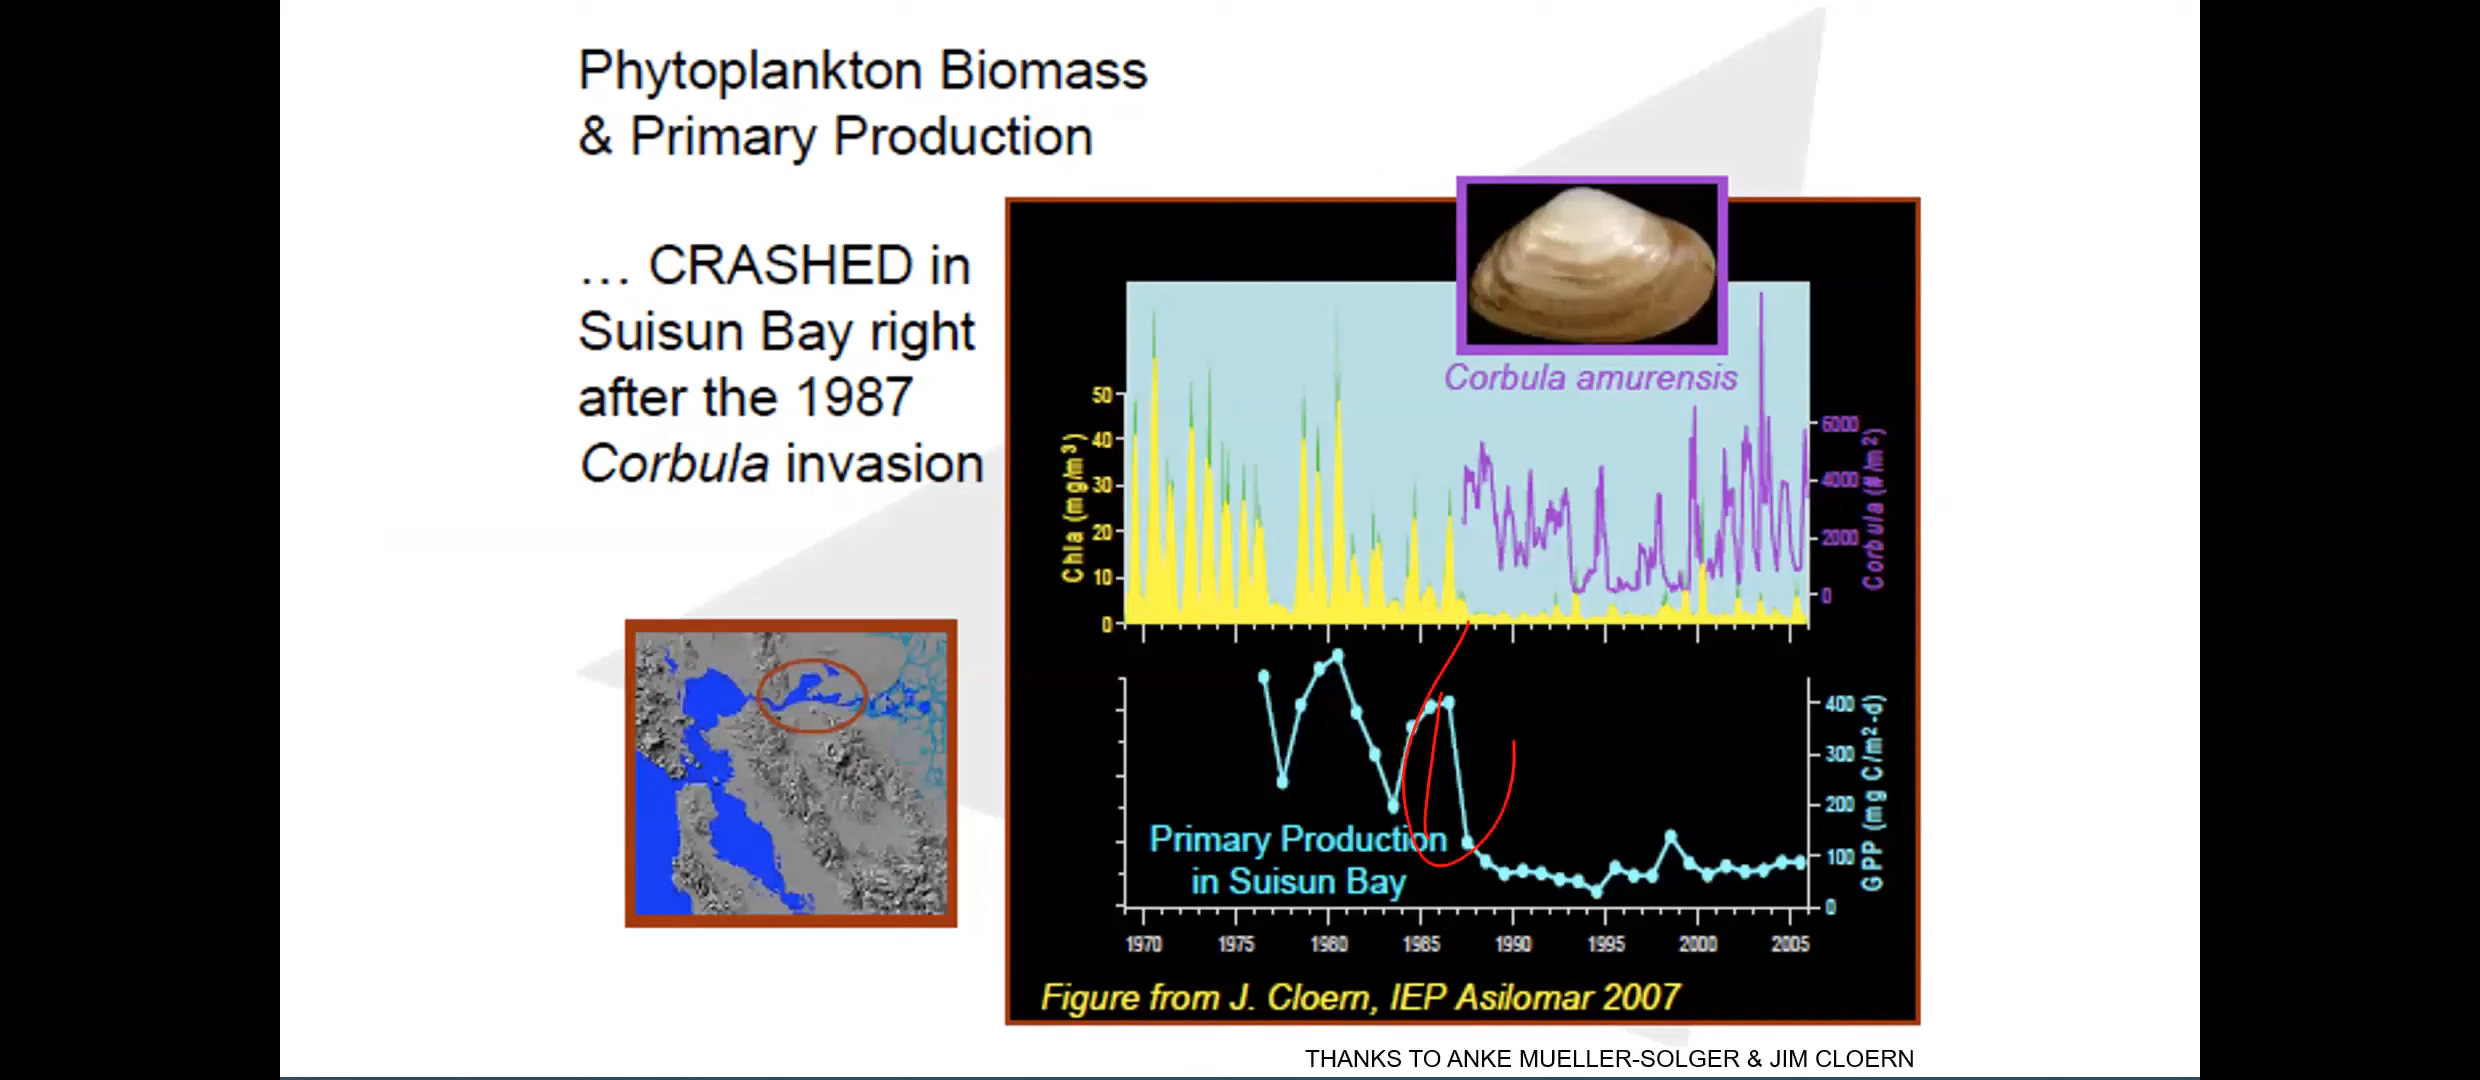 Phytoplankton Biomass
& Primary Production
… CRASHED in
Suisun Bay right
after the 1987
Corbula invasion
Corbula amurensis
50
40
30
20
10
0
Chla (mg/m³)
6000
4000
2000
0
Corbula (#/m²)
Primary Production
in Suisun Bay
400
300
200
100
0
GPP (mg C/m²-d)
1970 1975 1980 1985 1990 1995 2000 2005
Figure from J. Cloern, IEP Asilomar 2007
THANKS TO ANKE MUELLER-SOLGER & JIM CLOERN